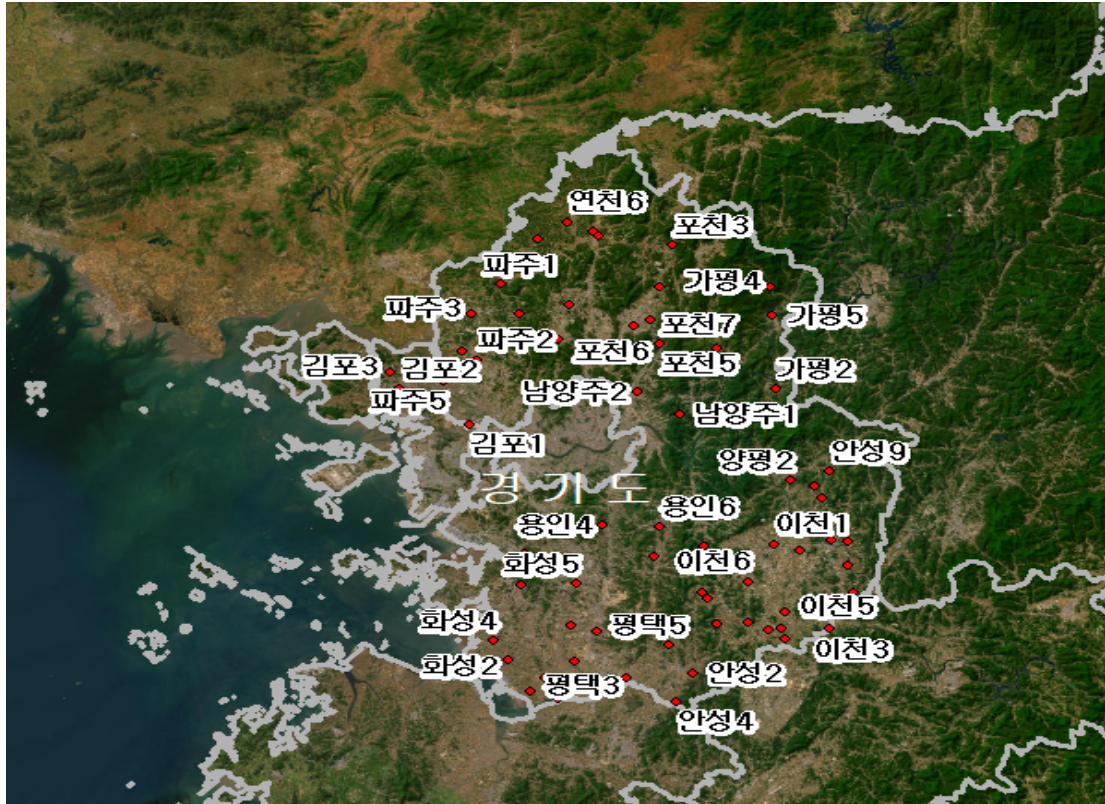 연천6
포천3
파주1
가평4
파주3
포천7
가평5
파주2
포천6
포천5
김포3
김포2
가평2
파주5
남양주2
남양주1
김포1
양평2
안성9
경 기 도
용인4
용인6
이천1
화성5
이천6
화성4
평택5
이천5
이천3
화성2
평택3
안성2
안성4